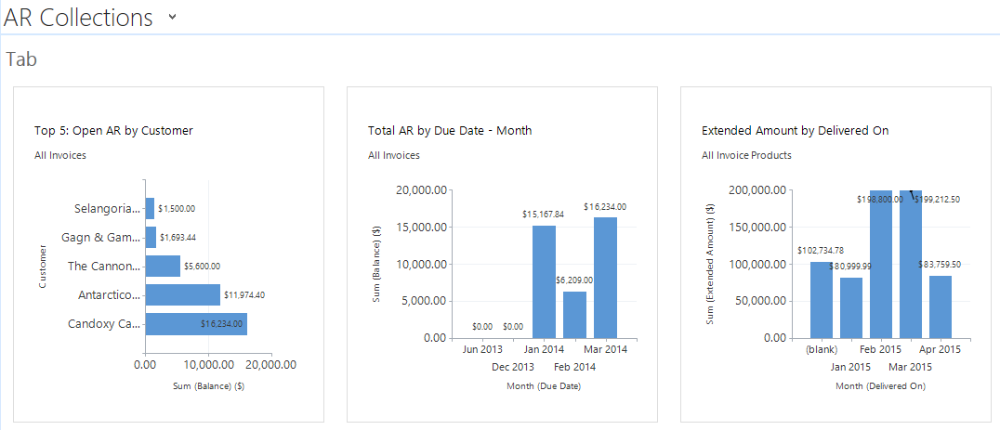 AR Collections
Tab
Top 5: Open AR by Customer
All Invoices
Customer
Selangoria...
$1,500.00
Gagn & Gam...
$1,693.44
The Cannon...
$5,600.00
Antarctico...
$11,974.40
Candoxy Ca...
$16,234.00
0.00 10,000.00 20,000.00
Sum (Balance) ($)
Total AR by Due Date - Month
All Invoices
Sum (Balance) ($)
20,000.00
15,000.00
10,000.00
5,000.00
0.00
$0.00 $0.00 $15,167.84 $6,209.00 $16,234.00
Jun 2013 Jan 2014 Mar 2014
Dec 2013 Feb 2014
Month (Due Date)
Extended Amount by Delivered On
All Invoice Products
Sum (Extended Amount) ($)
200,000.00
150,000.00
100,000.00
50,000.00
0.00
$102,734.78 $80,999.99 $198,800.00 $199,212.50 $83,759.50
(blank) Feb 2015 Apr 2015
Jan 2015 Mar 2015
Month (Delivered On)